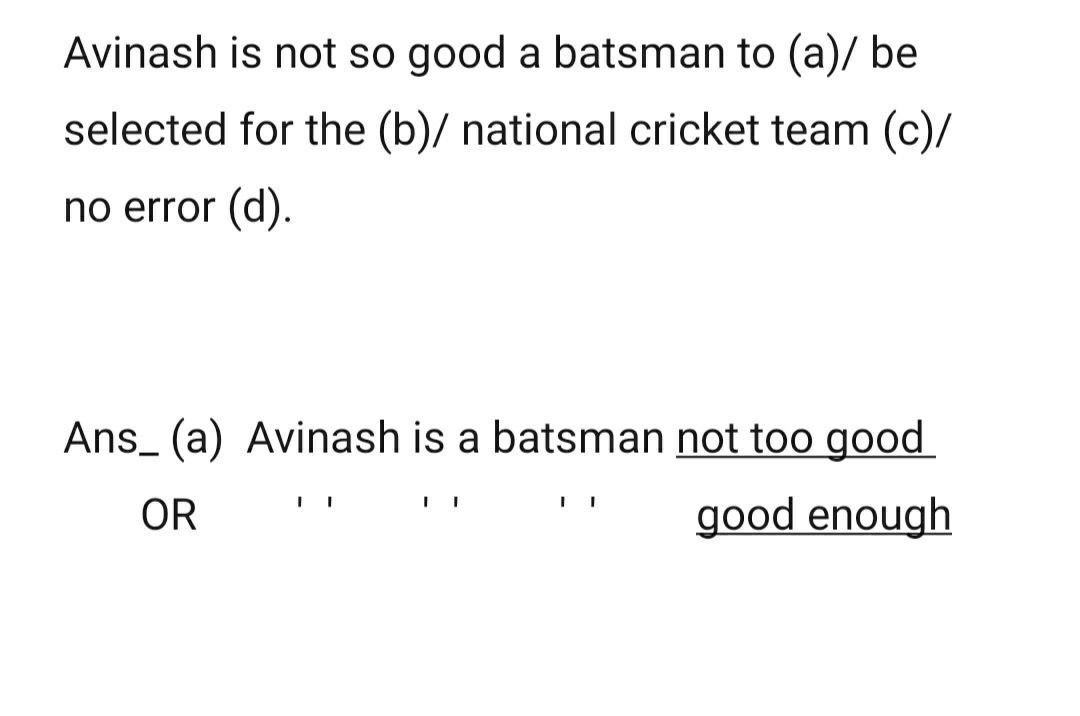 Avinash is not so good a batsman to (a)/ be
selected for the (b)/ national cricket team (c)/
no error (d).
Ans_ (a) Avinash is a batsman not too good
OR ' ' ' ' ' ' good enough